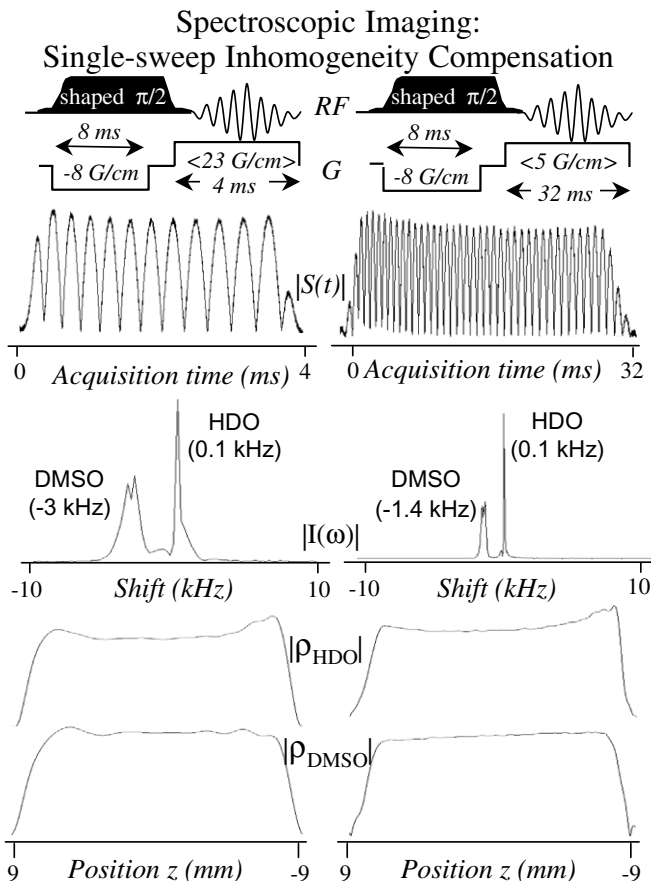 Spectroscopic Imaging:
Single-sweep Inhomogeneity Compensation
shaped π/2
RF
shaped π/2
8 ms
-8 G/cm
<23 G/cm>
4 ms
G
8 ms
-8 G/cm
<5 G/cm>
32 ms
|S(t)|
0 Acquisition time (ms) 4
0 Acquisition time (ms) 32
HDO
(0.1 kHz)
DMSO
(-3 kHz)
HDO
(0.1 kHz)
DMSO
(-1.4 kHz)
|I(ω)|
-10 Shift (kHz) 10
-10 Shift (kHz) 10
|ρHDO|
|ρDMSO|
9 Position z (mm) -9
9 Position z (mm) -9